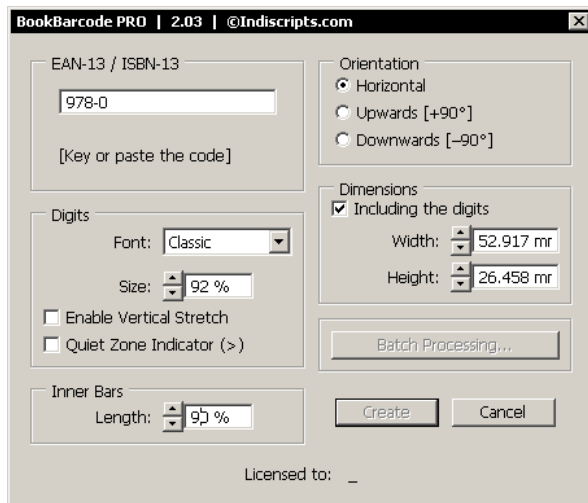 BookBarcode PRO | 2.03 | ©Indiscripts.com
EAN-13 / ISBN-13
978-0
[Key or paste the code]
Orientation
Horizontal
Upwards [+90°]
Downwards [–90°]
Dimensions
Including the digits
Width: 52.917 mr
Height: 26.458 mr
Digits
Font: Classic
Size: 92 %
Enable Vertical Stretch
Quiet Zone Indicator (>)
Batch Processing...
Inner Bars
Length: %
Create
Cancel
Licensed to: _